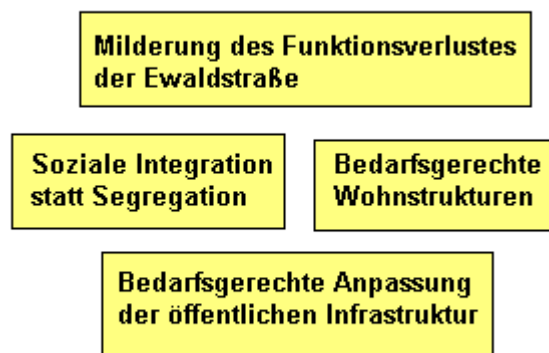 Milderung des Funktionsverlustes
der Ewaldstraße
Soziale Integration
statt Segregation
Bedarfsgerechte
Wohnstrukturen
Bedarfsgerechte Anpassung
der öffentlichen Infrastruktur